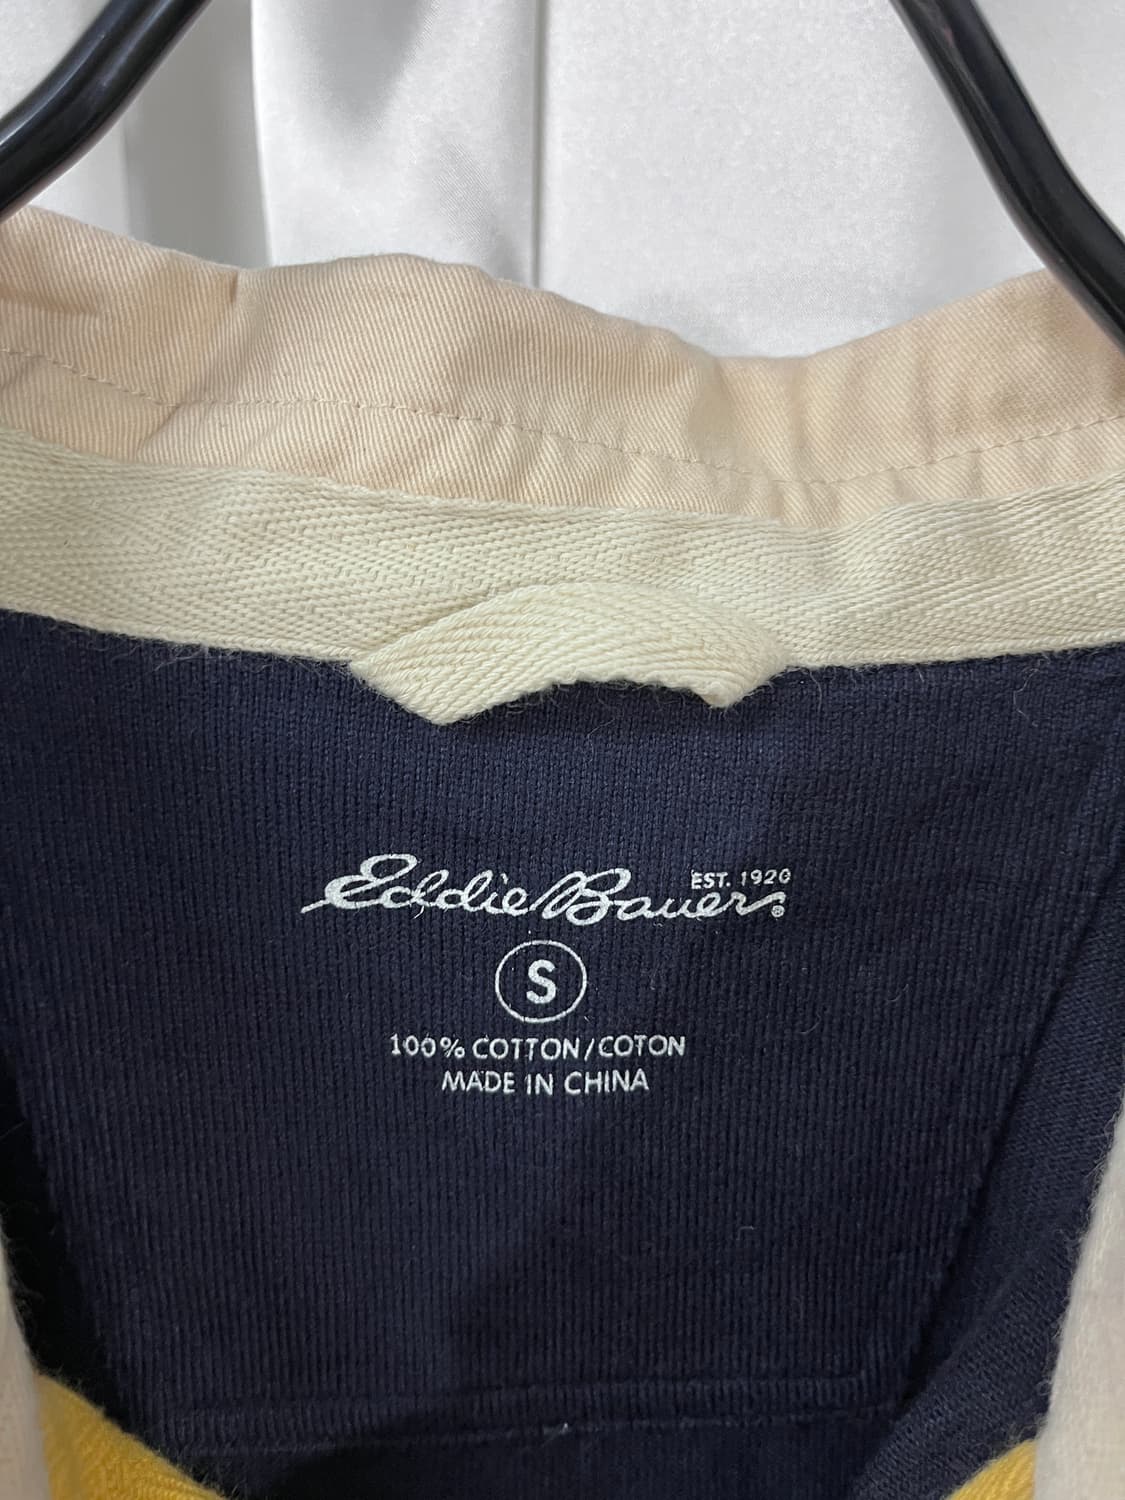 Eddie Bauer®
EST. 1920
S
100% COTTON/COTON
MADE IN CHINA